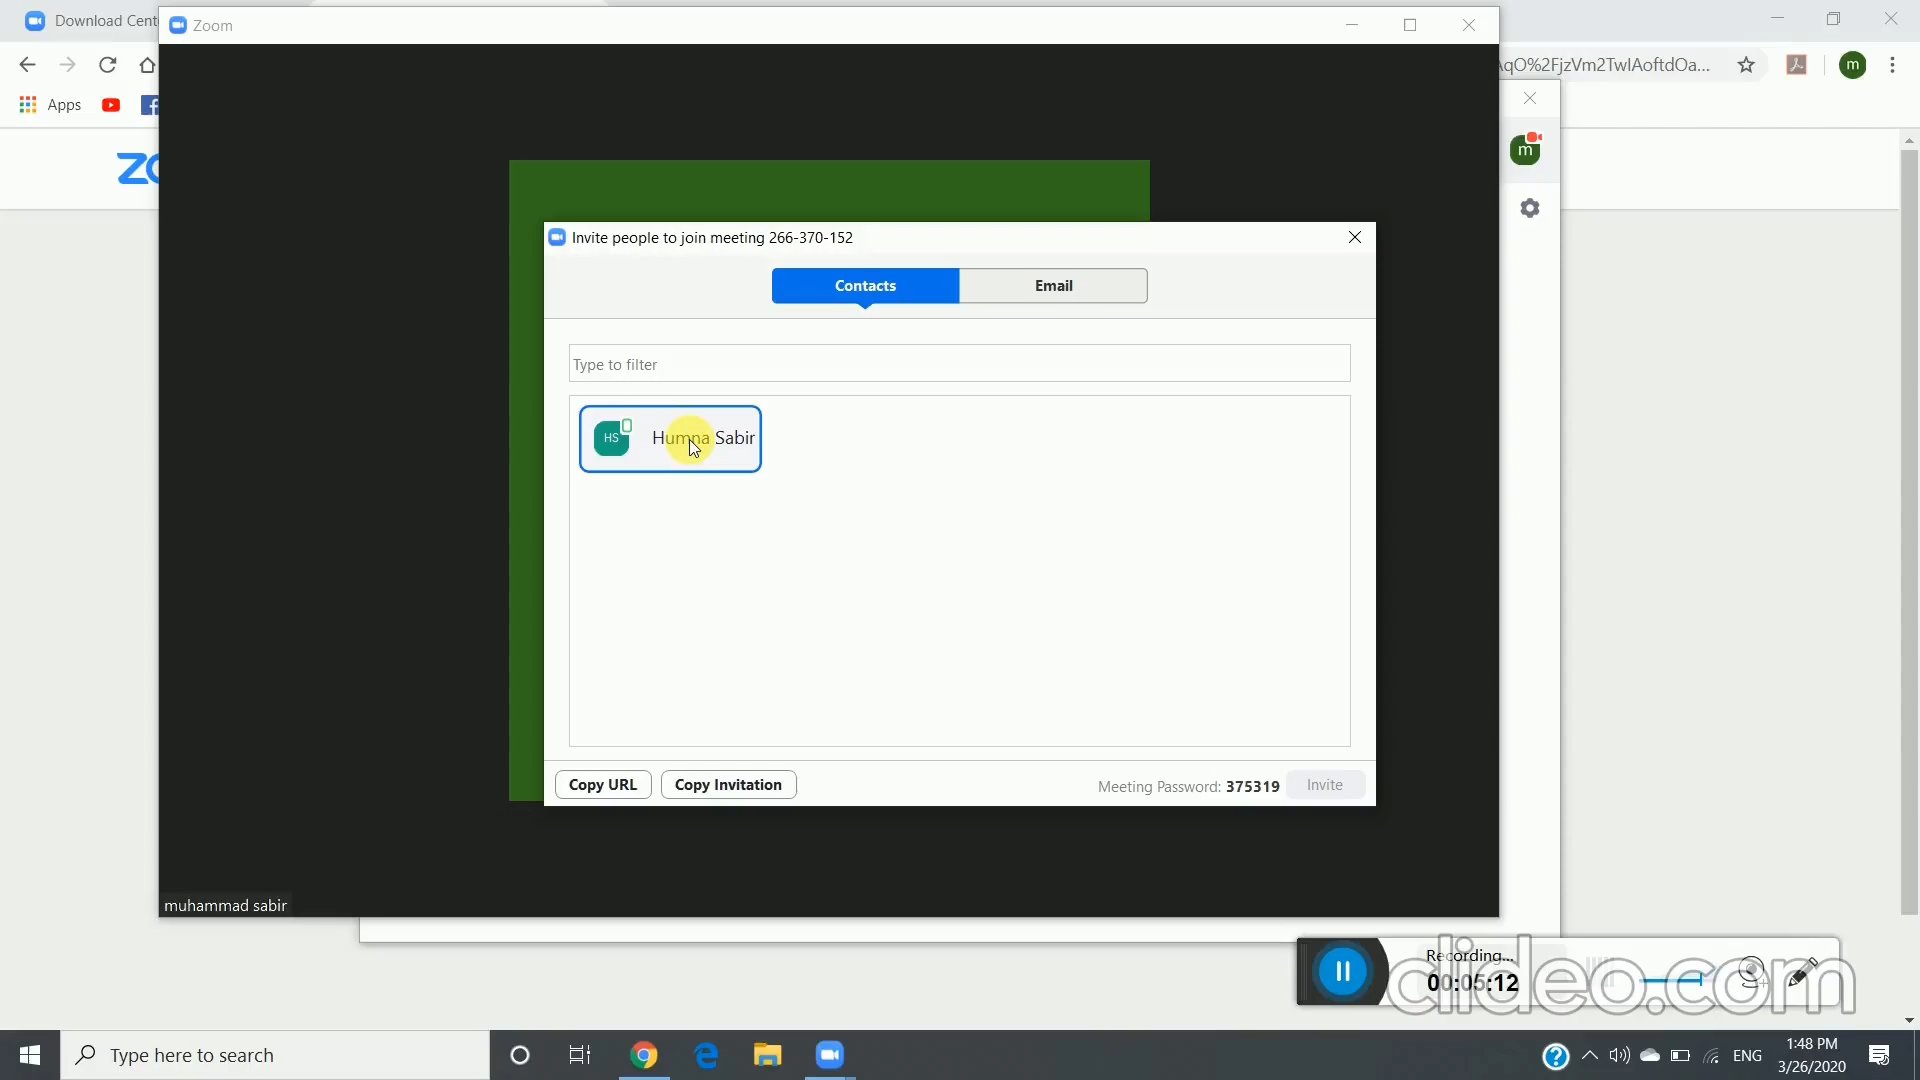 Download Cent
Zoom
AqO%2FjzVm2TwIAoftdOa...
m
Apps
m
Invite people to join meeting 266-370-152
Contacts
Email
Type to filter
HS
Humna Sabir
Copy URL
Copy Invitation
Meeting Password: 375319
Invite
muhammad sabir
Recording...
00:05:12
clideo.com
Type here to search
ENG
1:48 PM
3/26/2020